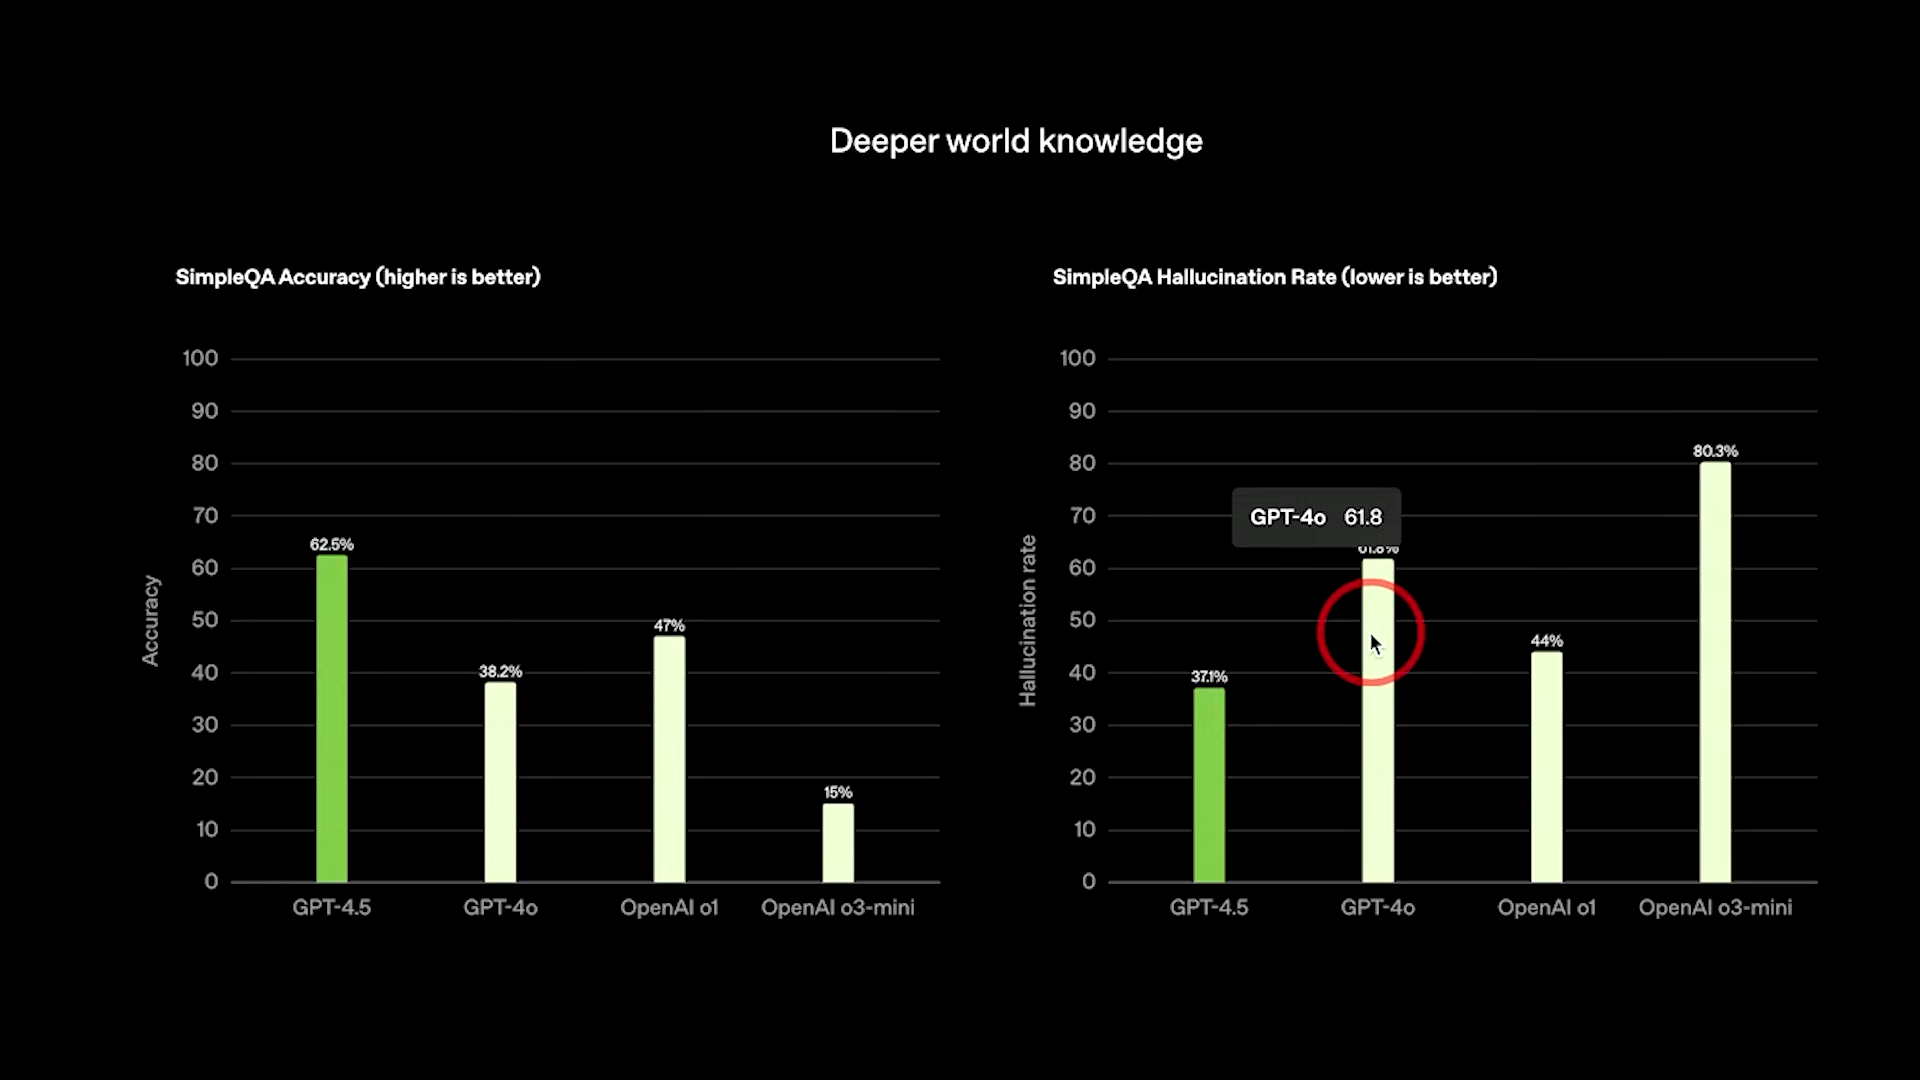 Deeper world knowledge
SimpleQA Accuracy (higher is better)
100
90
80
70
60
50
40
30
20
10
0
Accuracy
62.5%
38.2%
47%
15%
GPT-4.5
GPT-4o
OpenAI o1
OpenAI o3-mini
SimpleQA Hallucination Rate (lower is better)
100
90
80
70
60
50
40
30
20
10
0
Hallucination rate
37.1%
GPT-4o 61.8
61.8%
44%
80.3%
GPT-4.5
GPT-4o
OpenAI o1
OpenAI o3-mini